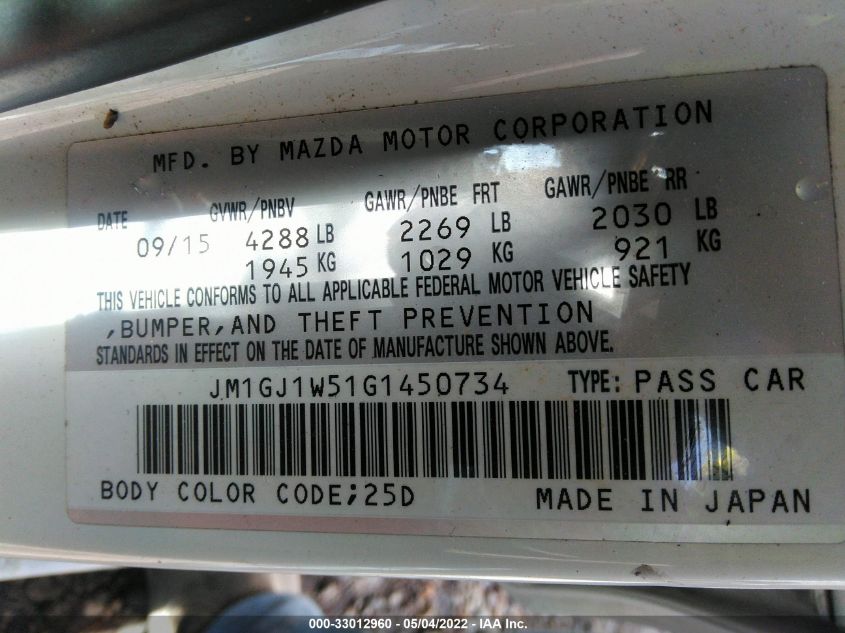 MFD. BY MAZDA MOTOR CORPORATION
DATE GVWR/PNBV GAWR/PNBE FRT GAWR/PNBE RR
09/15 4288 LB 2269 LB 2030 LB
1945 KG 1029 KG 921 KG
THIS VEHICLE CONFORMS TO ALL APPLICABLE FEDERAL MOTOR VEHICLE SAFETY
,BUMPER,AND THEFT PREVENTION
STANDARDS IN EFFECT ON THE DATE OF MANUFACTURE SHOWN ABOVE.
JM1GJ1W51G1450734 TYPE: PASS CAR
BODY COLOR CODE;25D MADE IN JAPAN
000-33012960 - 05/04/2022 - IAA Inc.